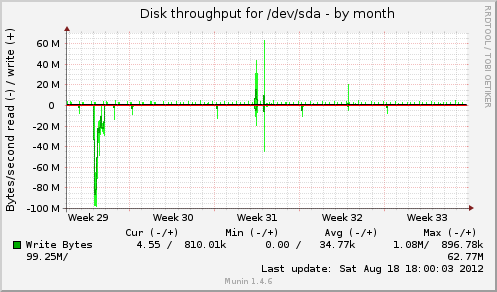 Disk throughput for /dev/sda - by month
RRDTOOL / TOBI OETIKER
Bytes/second read (-) / write (+)
60 M
40 M
20 M
0
-20 M
-40 M
-60 M
-80 M
-100 M
Week 29 Week 30 Week 31 Week 32 Week 33
Cur (-/+) Min (-/+) Avg (-/+) Max (-/+)
Write Bytes 4.55 / 810.01k 0.00 / 34.77k 1.08M/ 896.78k
99.25M/ 62.77M
Last update: Sat Aug 18 18:00:03 2012
Munin 1.4.6